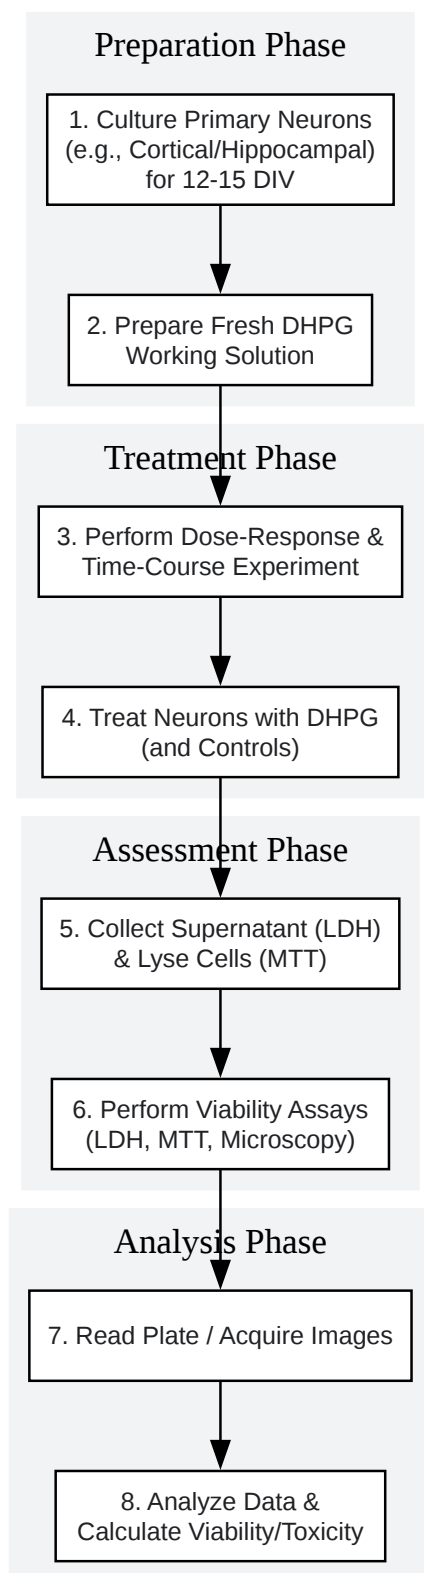 Preparation Phase
1. Culture Primary Neurons
(e.g., Cortical/Hippocampal)
for 12-15 DIV
2. Prepare Fresh DHPG
Working Solution
Treatment Phase
3. Perform Dose-Response &
Time-Course Experiment
4. Treat Neurons with DHPG
(and Controls)
Assessment Phase
5. Collect Supernatant (LDH)
& Lyse Cells (MTT)
6. Perform Viability Assays
(LDH, MTT, Microscopy)
Analysis Phase
7. Read Plate / Acquire Images
8. Analyze Data &
Calculate Viability/Toxicity